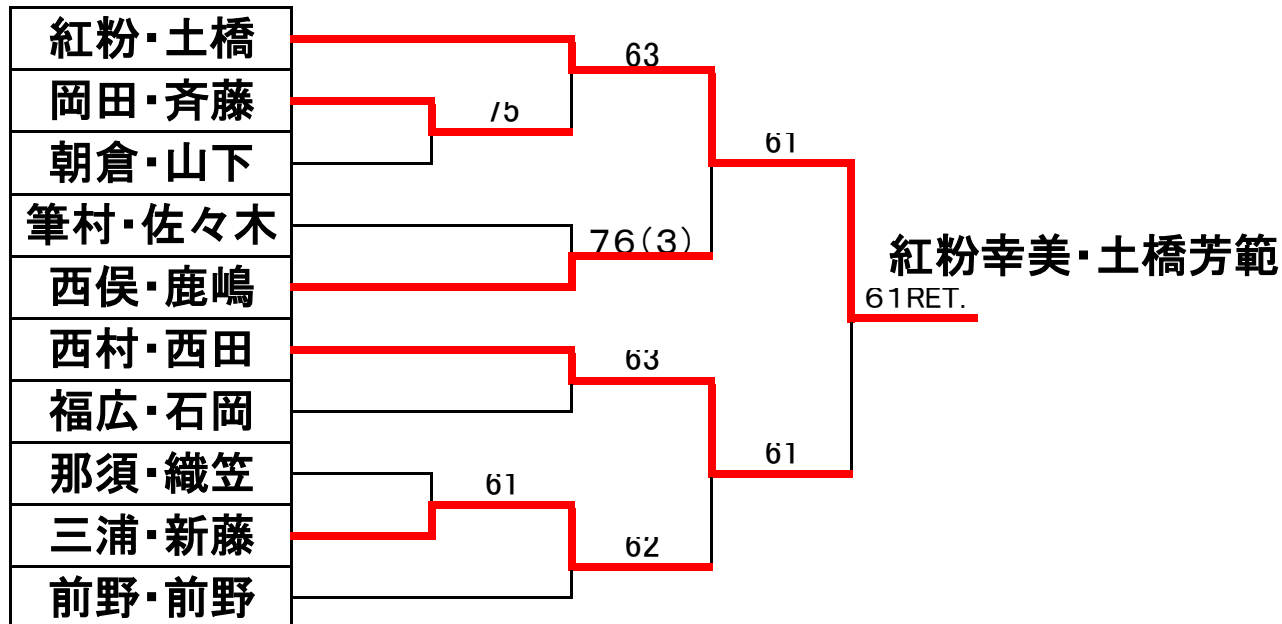 紅粉・土橋
63
岡田・斉藤
75
61
朝倉・山下
筆村・佐々木
76(3)
紅粉幸美・土橋芳範
西俣・鹿嶋
61RET.
西村・西田
63
福広・石岡
61
那須・織笠
61
三浦・新藤
62
前野・前野